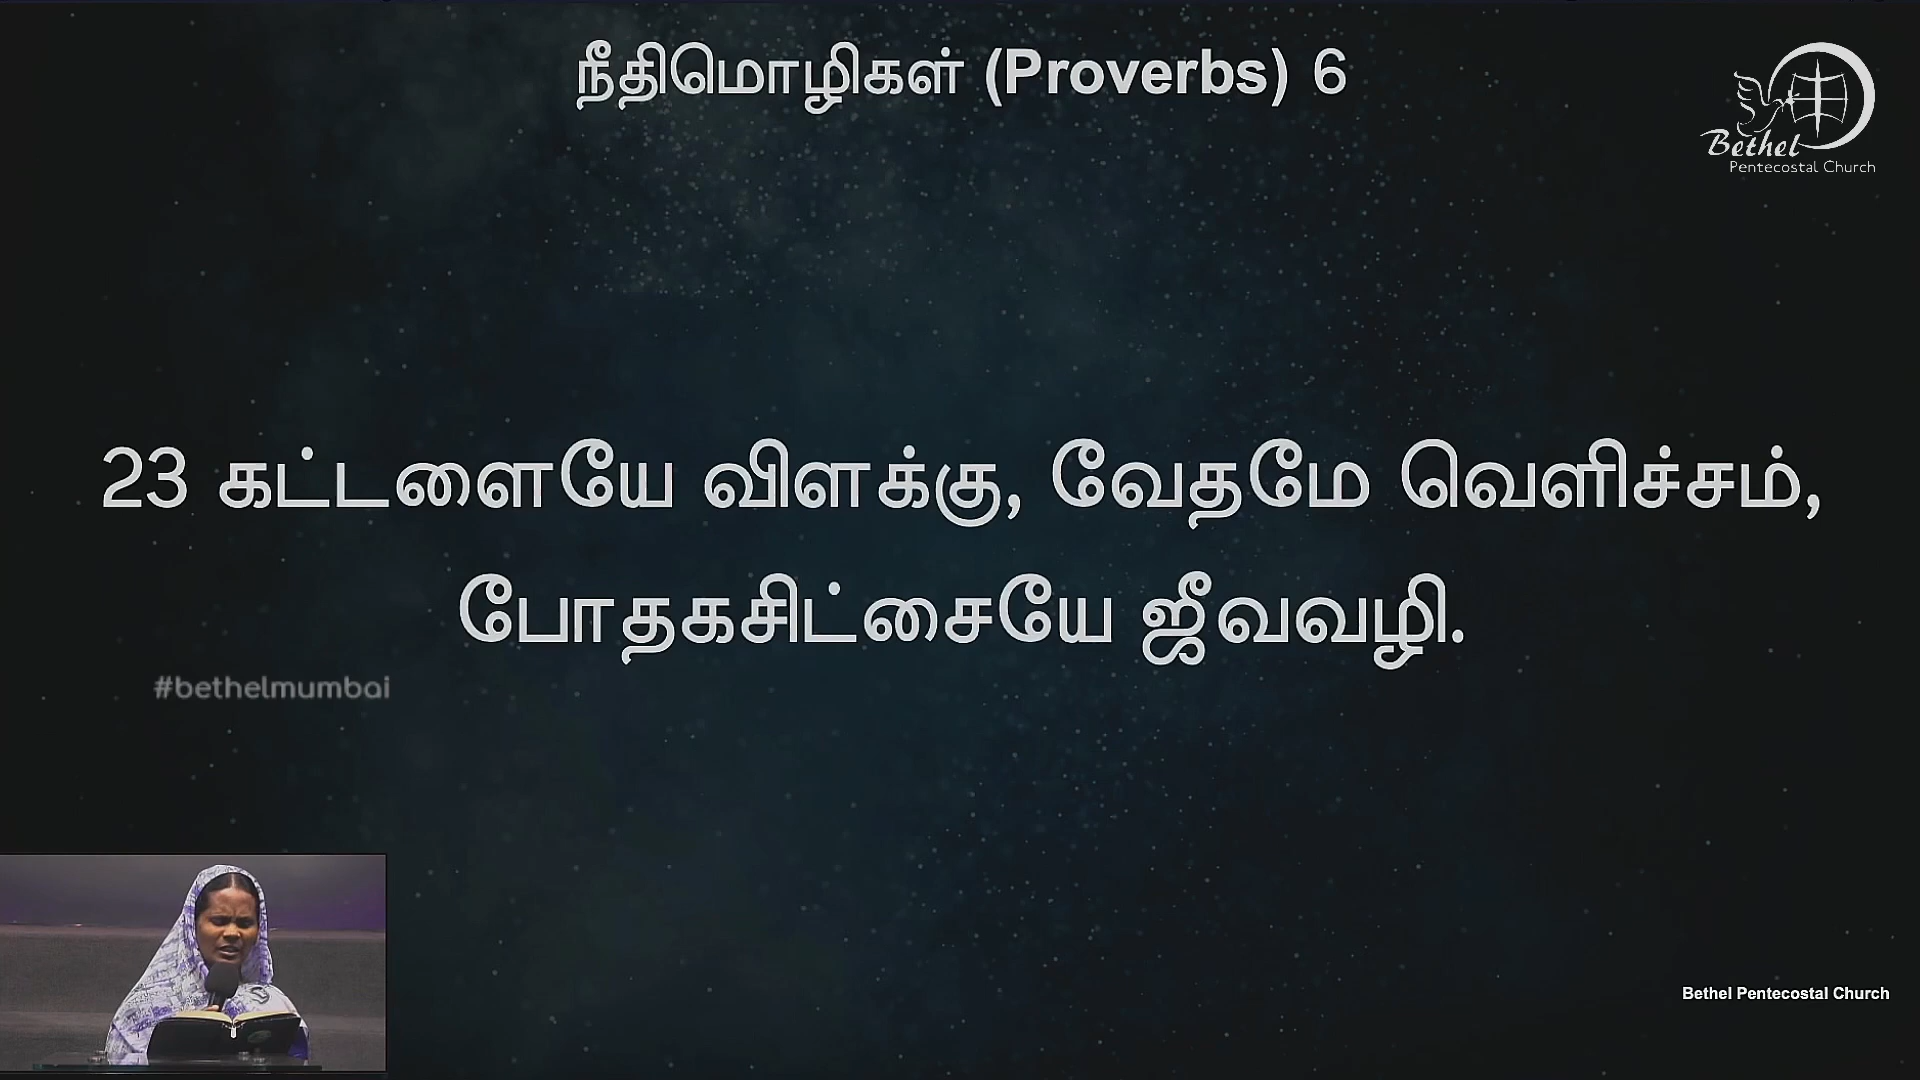 நீதிமொழிகள் (Proverbs) 6
Bethel
Pentecostal Church
23 கட்டளையே விளக்கு, வேதமே வெளிச்சம்,
போதகசிட்சையே ஜீவவழி.
#bethelmumbai
Bethel Pentecostal Church